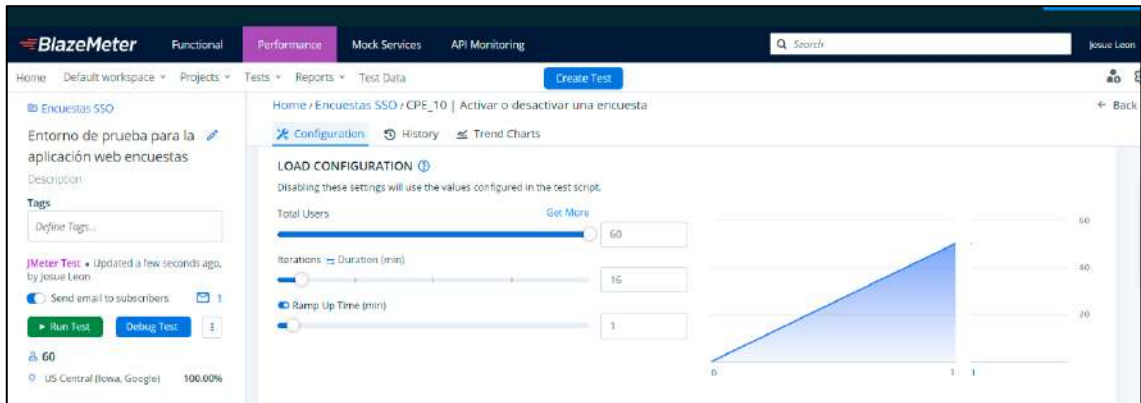 BlazeMeter Functional Performance Mock Services API Monitoring Search Josue Leon
Home Default workspace Projects Tests Reports Test Data Create Test
Encuestas SSO
Home / Encuestas SSO / CPE_10 | Activar o desactivar una encuesta ← Back
Entorno de prueba para la
aplicación web encuestas
Description
Configuration History Trend Charts
Tags
Define Tags...
LOAD CONFIGURATION
Disabling these settings will use the values configured in the test script.
Total Users Get More
60
Iterations Duration (min)
16
Ramp Up Time (min)
1
JMeter Test • Updated a few seconds ago,
by Josue Leon
Send email to subscribers 1
Run Test Debug Test
60
US Central (Iowa, Google) 100.00%
60
40
20
0 1 1